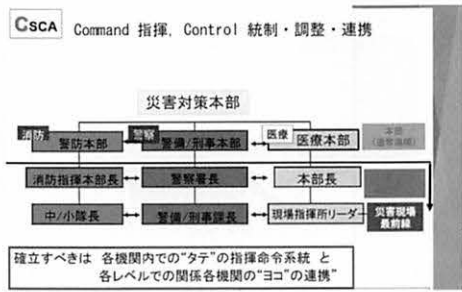 CSCA Command 指揮, Control 統制・調整・連携
災害対策本部
消防 警察 医療
警防本部 警備/刑事本部 医療本部 本部
(通常業務)
消防指揮本部長 警察署長 本部長
中/小隊長 警備/刑事課長 現場指揮所リーダー 災害現場
最前線
確立すべきは 各機関内での“タテ”の指揮命令系統 と
各レベルでの関係各機関の“ヨコ”の連携”